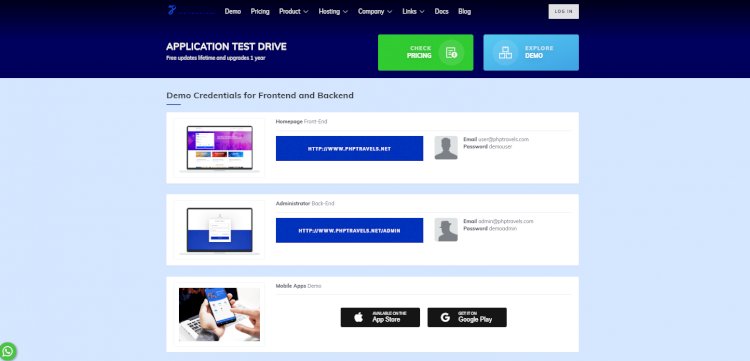 Demo Pricing Product Hosting Company Links Docs Blog LOG IN
APPLICATION TEST DRIVE
Free updates lifetime and upgrades 1 year
CHECK
PRICING
EXPLORE
DEMO
Demo Credentials for Frontend and Backend
Homepage Front-End
HTTP://WWW.PHPTRAVELS.NET
Email user@phptravels.com
Password demouser
Administrator Back-End
HTTP://WWW.PHPTRAVELS.NET/ADMIN
Email admin@phptravels.com
Password demoadmin
Mobile Apps Demo
AVAILABLE ON THE
App Store
GET IT ON
Google Play